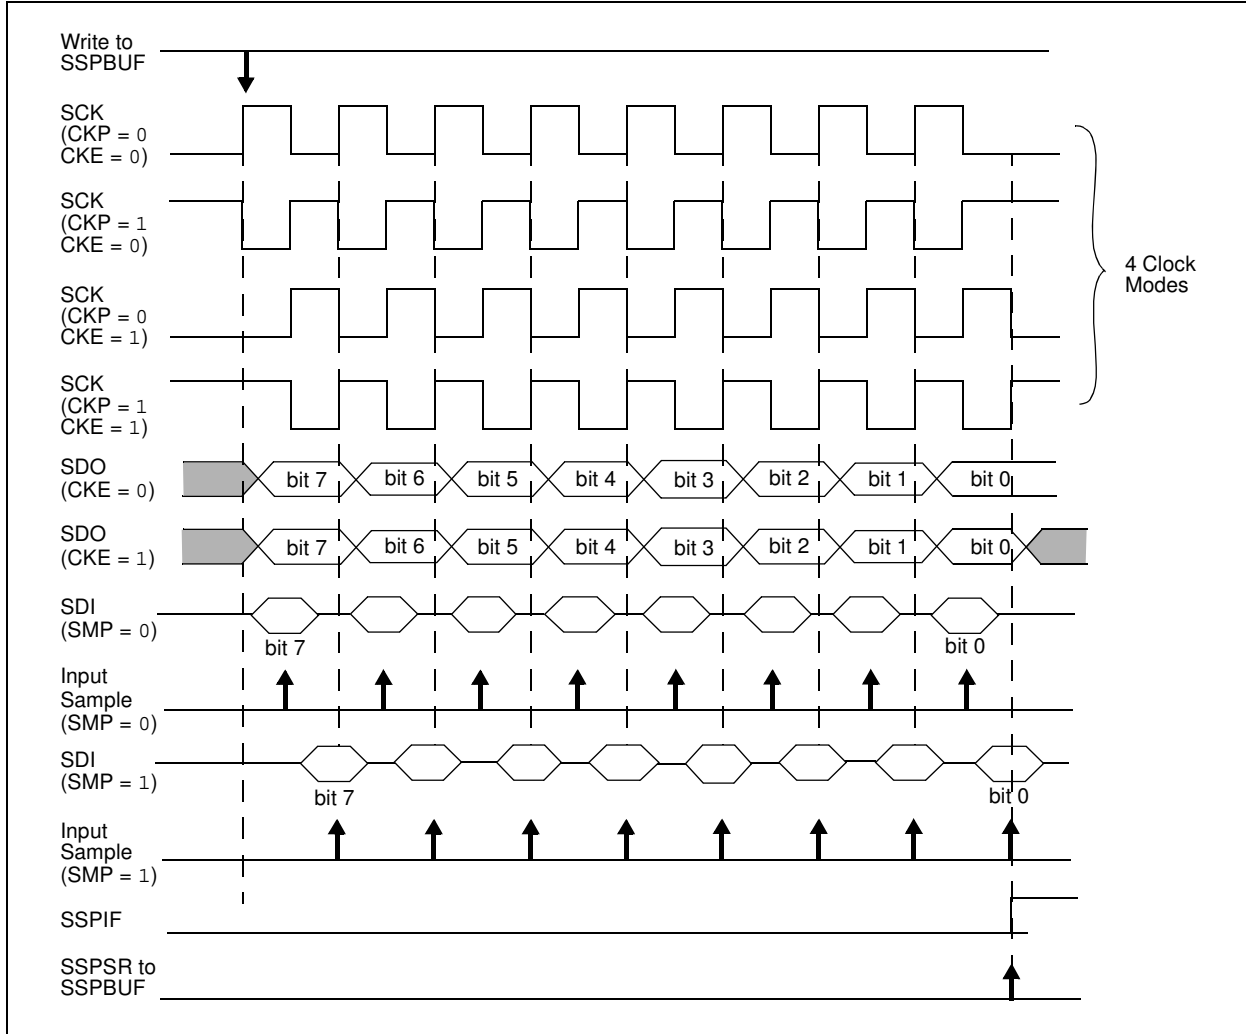 Write to
SSPBUF
SCK
(CKP = 0
CKE = 0)
SCK
(CKP = 1
CKE = 0)
SCK
(CKP = 0
CKE = 1)
SCK
(CKP = 1
CKE = 1)
4 Clock
Modes
SDO
(CKE = 0)
bit 7 bit 6 bit 5 bit 4 bit 3 bit 2 bit 1 bit 0
SDO
(CKE = 1)
bit 7 bit 6 bit 5 bit 4 bit 3 bit 2 bit 1 bit 0
SDI
(SMP = 0)
bit 7 bit 0
Input
Sample
(SMP = 0)
SDI
(SMP = 1)
bit 7 bit 0
Input
Sample
(SMP = 1)
SSPIF
SSPSR to
SSPBUF